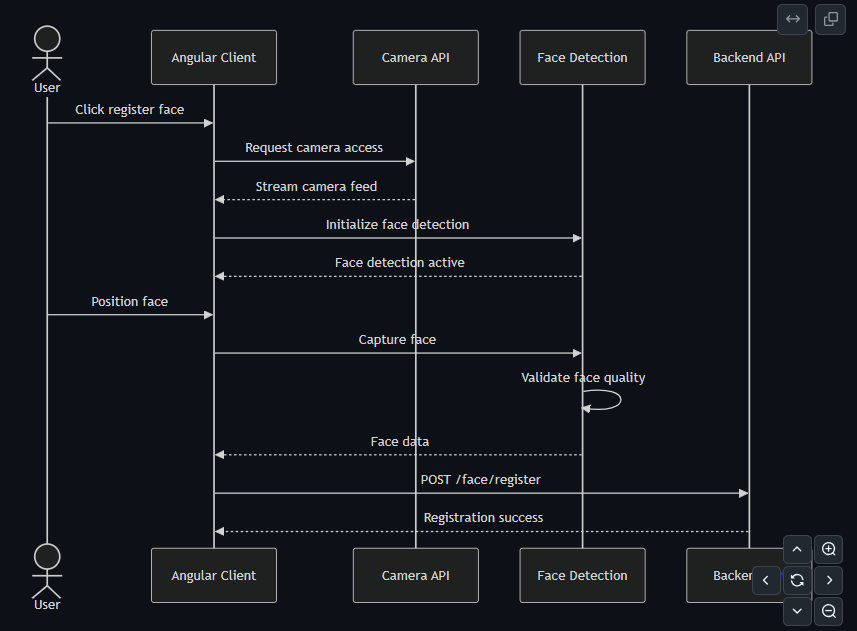 User
Angular Client
Camera API
Face Detection
Backend API
Click register face
Request camera access
Stream camera feed
Initialize face detection
Face detection active
Position face
Capture face
Validate face quality
Face data
POST /face/register
Registration success
User
Angular Client
Camera API
Face Detection